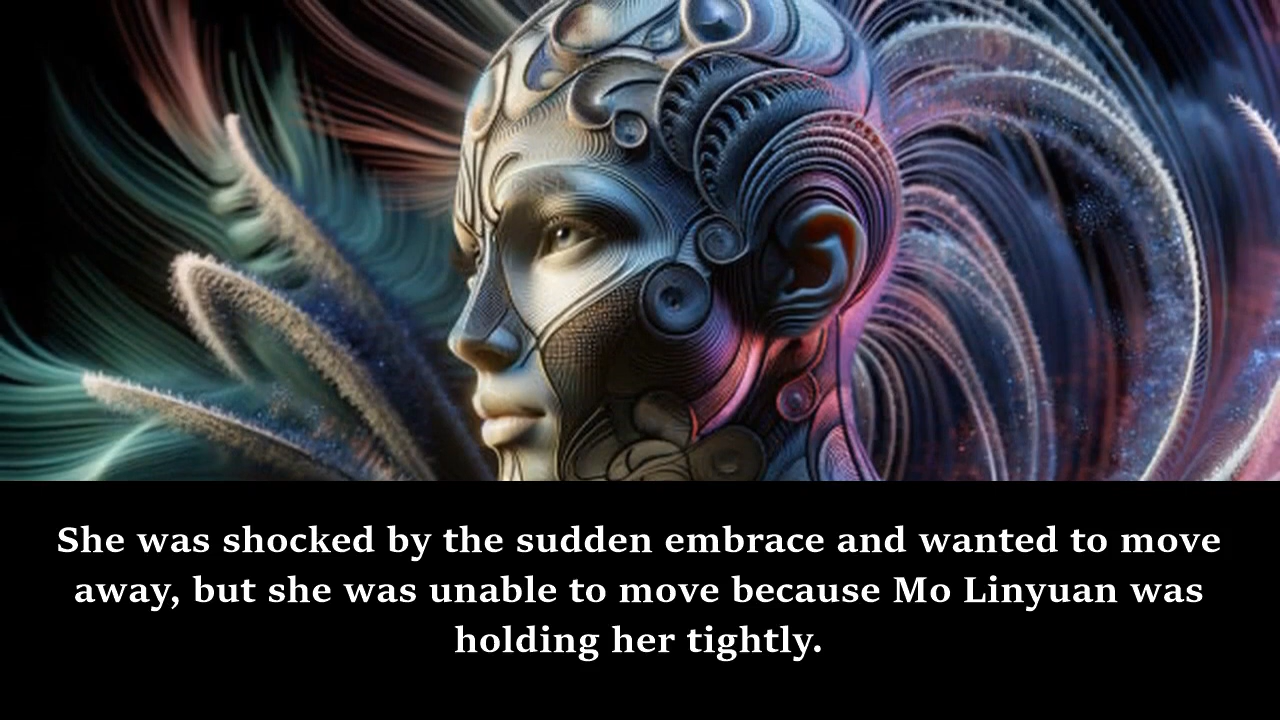 She was shocked by the sudden embrace and wanted to move
away, but she was unable to move because Mo Linyuan was
holding her tightly.